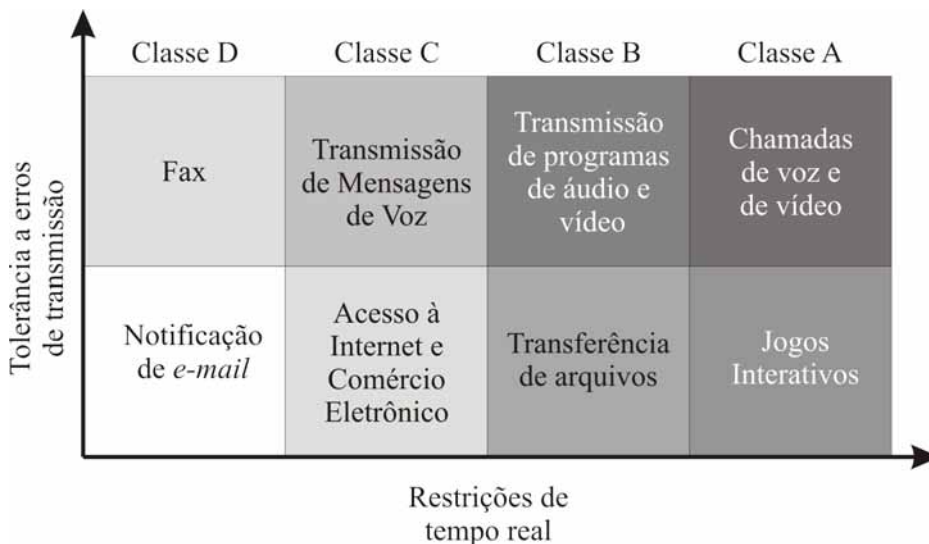 Classe D
Classe C
Classe B
Classe A
Tolerância a erros
de transmissão
Fax
Transmissão
de Mensagens
de Voz
Transmissão
de programas
de áudio e
vídeo
Chamadas
de voz e
de vídeo
Notificação
de e-mail
Acesso à
Internet e
Comércio
Eletrônico
Transferência
de arquivos
Jogos
Interativos
Restrições de
tempo real